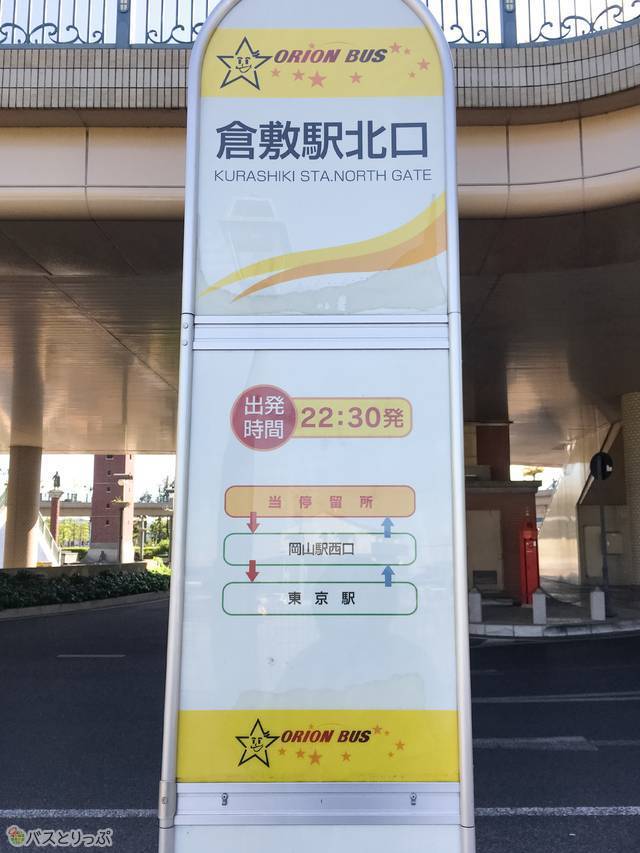 ORION BUS
倉敷駅北口
KURASHIKI STA.NORTH GATE
出発
時間
22:30発
当停留所
岡山駅西口
東京駅
ORION BUS
バスとりっぷ